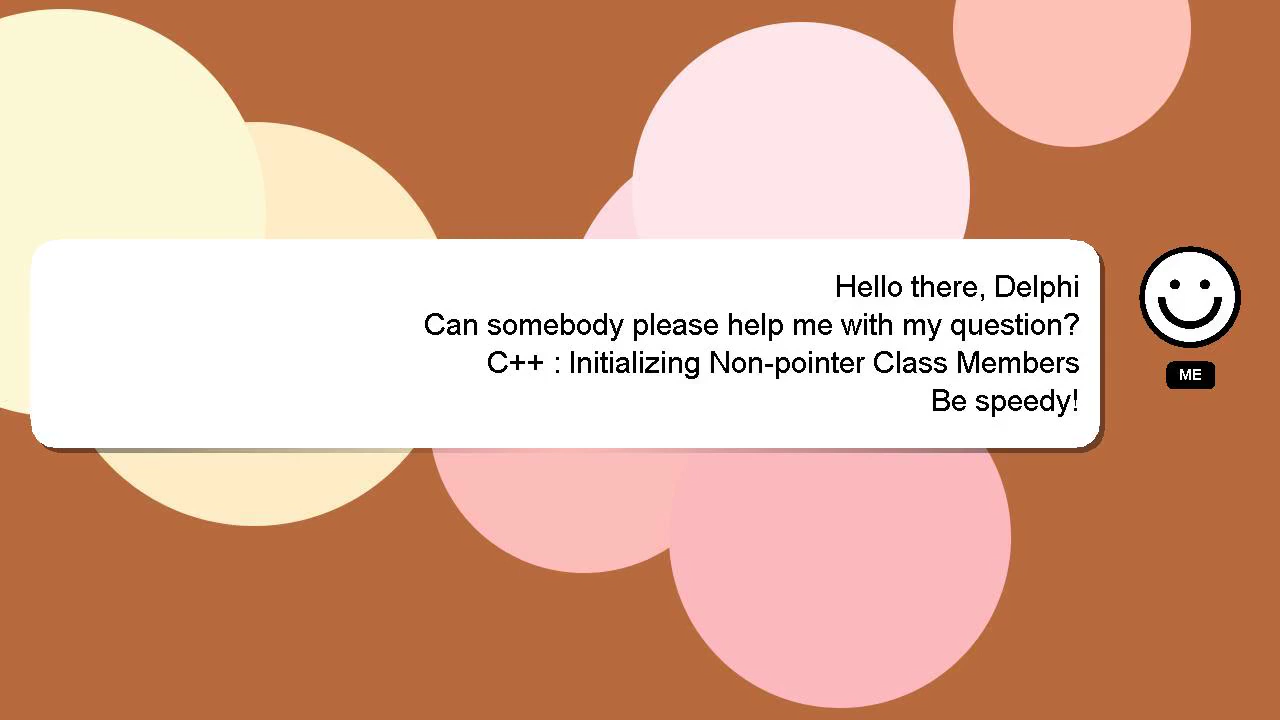 Hello there, Delphi
Can somebody please help me with my question?
C++ : Initializing Non-pointer Class Members
Be speedy!
ME